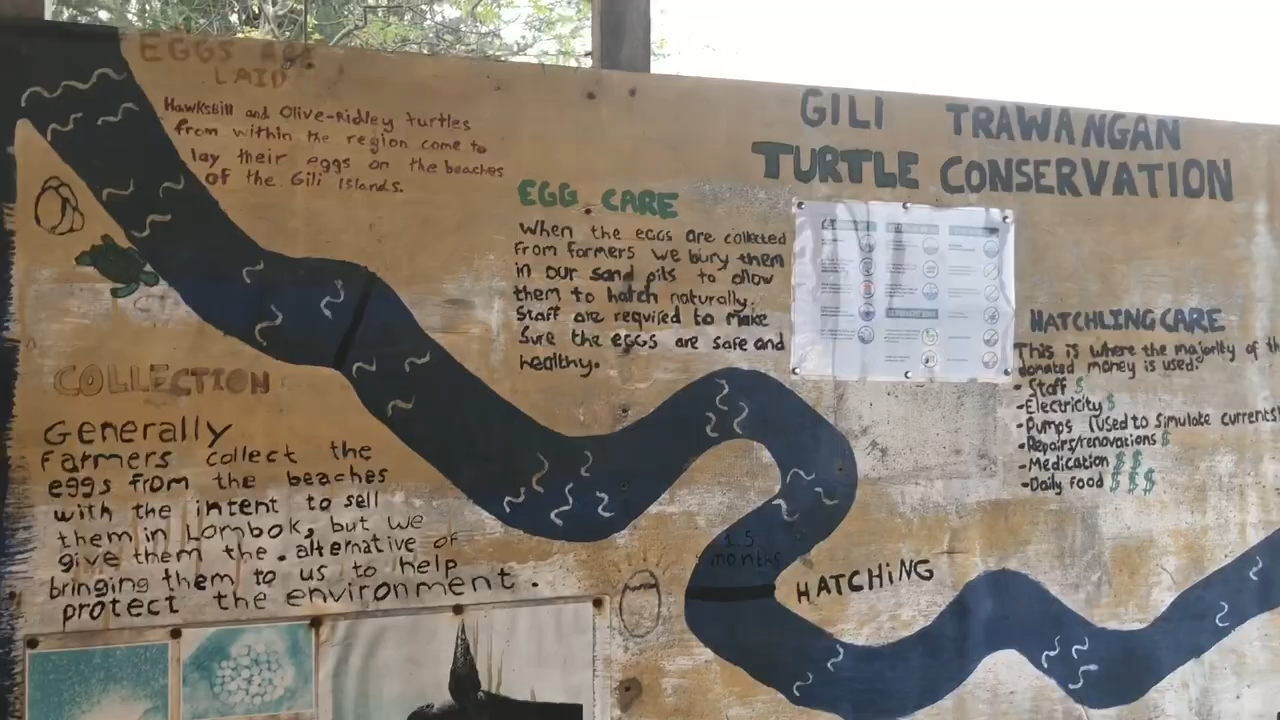 EGGS ARE
LAID
HawksBill and Olive-Ridley turtles
from within the region come to
lay their eggs on the beaches
of the Gili Islands.
GILI TRAWANGAN
TURTLE CONSERVATION
EGG CARE
When the eggs are collected
From farmers we bury them
in our sand pits to allow
them to hatch naturally.
Staff are required to make
Sure the eggs are safe and
healthy.
COLLECTION
Generally
Farmers collect the
eggs from the beaches
with the intent to sell
them in Lombok, but we
give them the alternative of
bringing them to us to help
protect the environment.
HATCHLING CARE
This is where the majority of
donated money is used:
- Staff $
- Electricity $
- Pumps (used to simulate currents)
- Repairs/renovations $
- Medication $$
- Daily food $$$
1.5
months
HATCHING